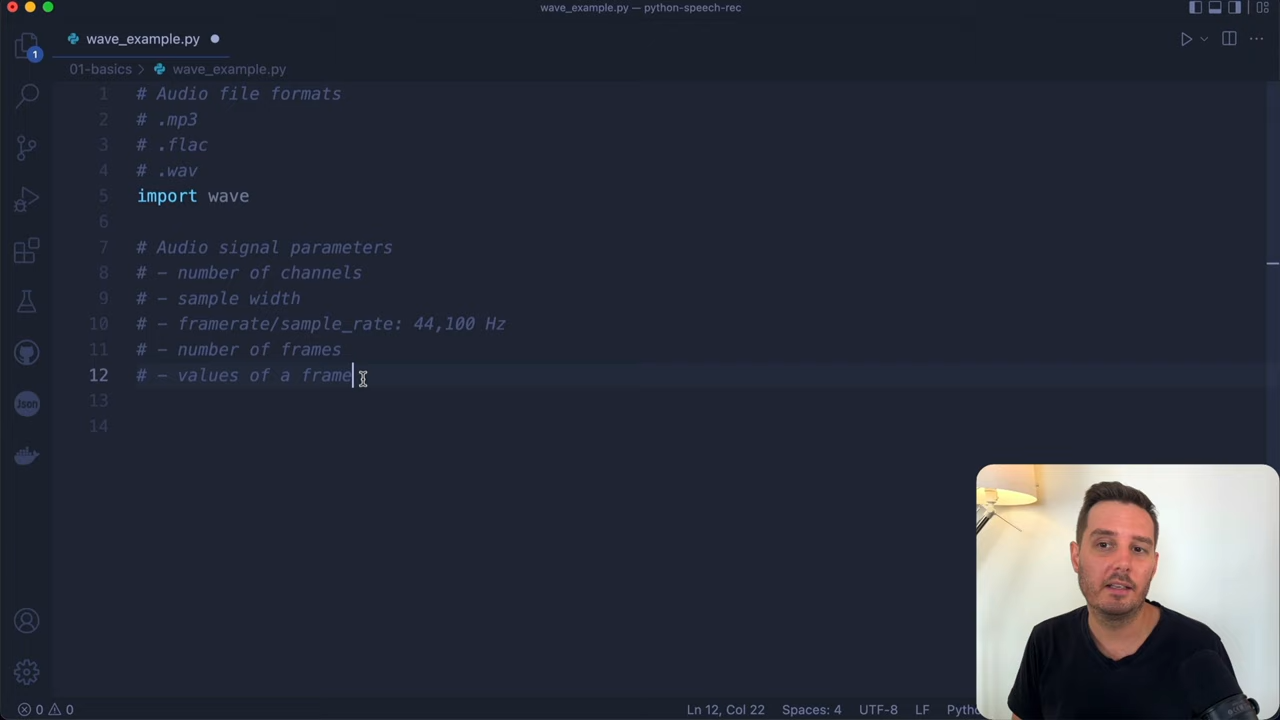 wave_example.py — python-speech-rec
wave_example.py
01-basics > wave_example.py
1 # Audio file formats
2 # .mp3
3 # .flac
4 # .wav
5 import wave
6
7 # Audio signal parameters
8 # - number of channels
9 # - sample width
10 # - framerate/sample_rate: 44,100 Hz
11 # - number of frames
12 # - values of a frame
13
14
1
Json
0 0 Ln 12, Col 22 Spaces: 4 UTF-8 LF